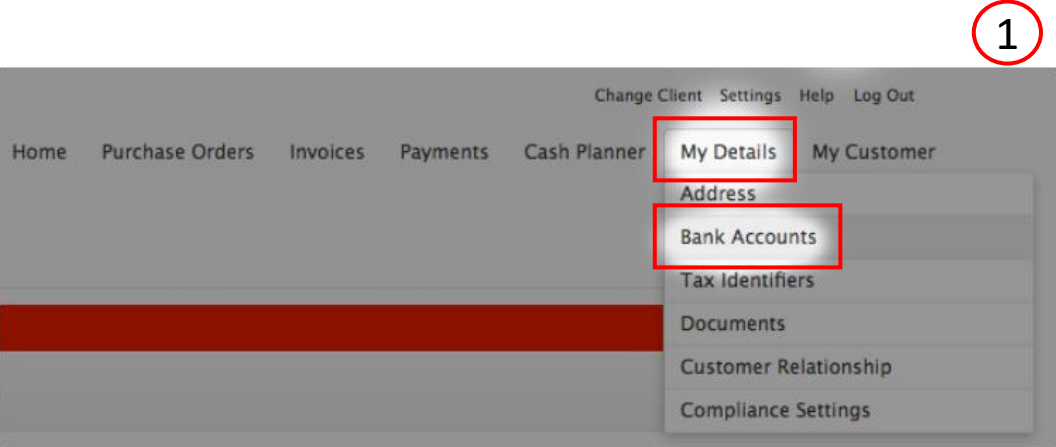 1
Change Client Settings Help Log Out
Home Purchase Orders Invoices Payments Cash Planner My Details My Customer
Address
Bank Accounts
Tax Identifiers
Documents
Customer Relationship
Compliance Settings